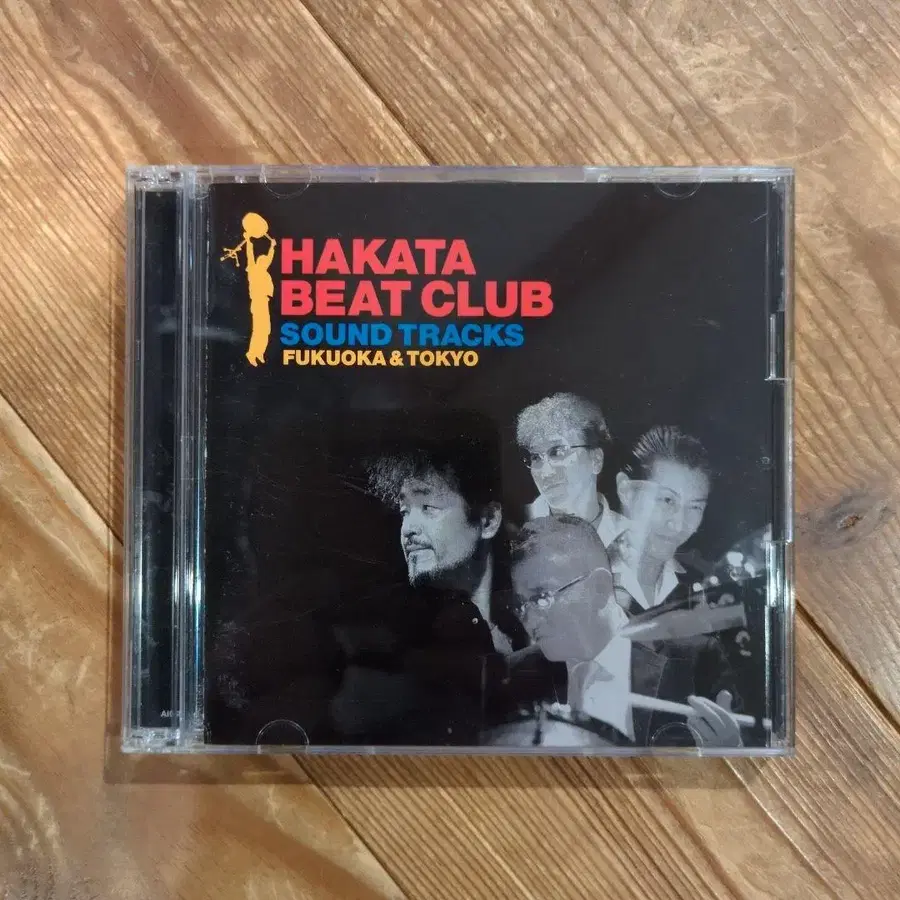 HAKATA
BEAT CLUB
SOUND TRACKS
FUKUOKA & TOKYO